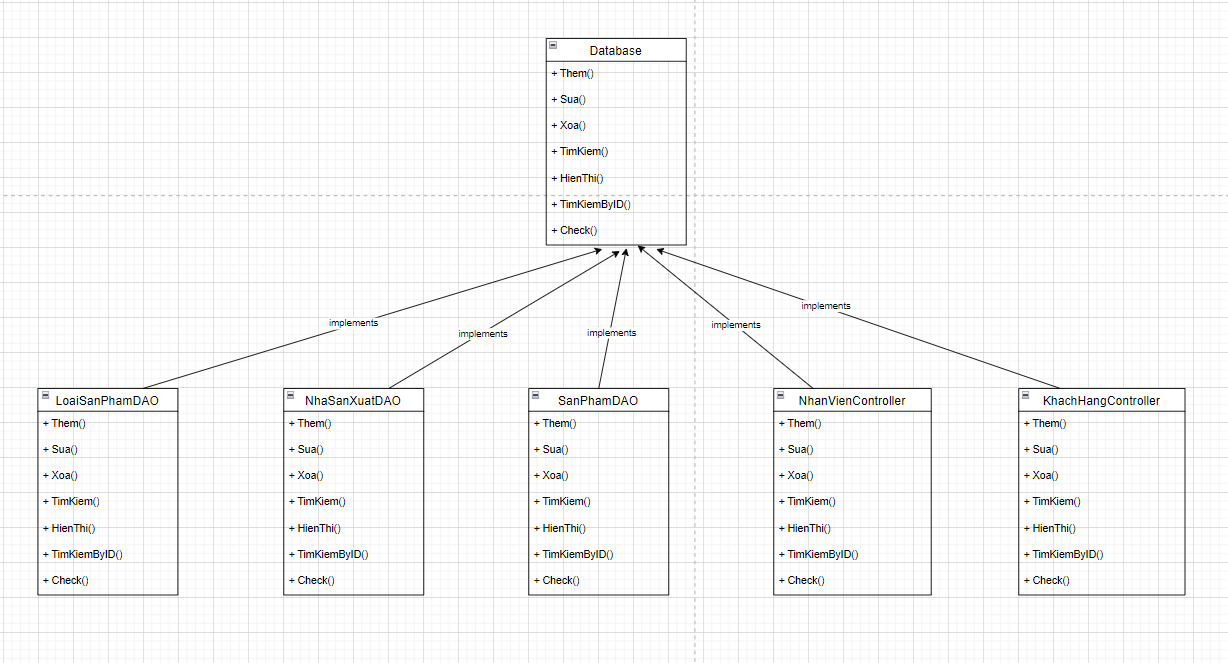 Database
+ Them()
+ Sua()
+ Xoa()
+ TimKiem()
+ HienThi()
+ TimKiemByID()
+ Check()
implements
implements
implements
implements
implements
LoaiSanPhamDAO
+ Them()
+ Sua()
+ Xoa()
+ TimKiem()
+ HienThi()
+ TimKiemByID()
+ Check()
NhaSanXuatDAO
+ Them()
+ Sua()
+ Xoa()
+ TimKiem()
+ HienThi()
+ TimKiemByID()
+ Check()
SanPhamDAO
+ Them()
+ Sua()
+ Xoa()
+ TimKiem()
+ HienThi()
+ TimKiemByID()
+ Check()
NhanVienController
+ Them()
+ Sua()
+ Xoa()
+ TimKiem()
+ HienThi()
+ TimKiemByID()
+ Check()
KhachHangController
+ Them()
+ Sua()
+ Xoa()
+ TimKiem()
+ HienThi()
+ TimKiemByID()
+ Check()